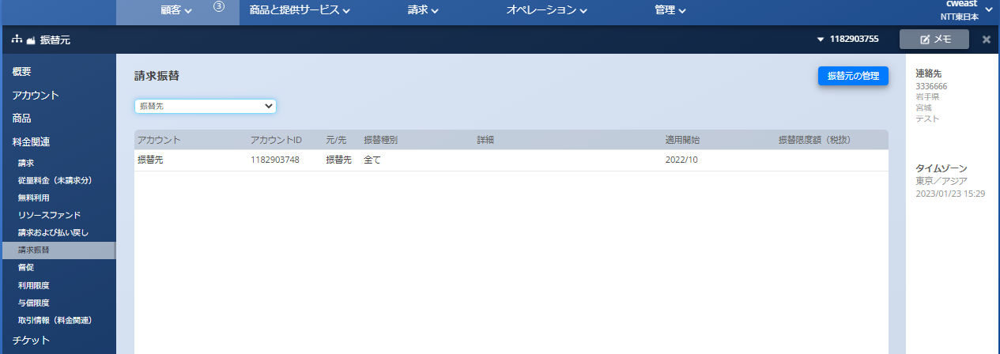 顧客 3 商品と提供サービス 請求 オペレーション 管理 cweast
NTT東日本
振替元 1182903755 メモ
概要
アカウント
商品
料金関連
請求
従量料金（未請求分）
無料利用
リソースファンド
請求および払い戻し
請求振替
督促
利用限度
与信限度
取引情報（料金関連）
チケット
請求振替 振替元の管理
振替先
アカウント アカウントID 元/先 振替種別 詳細 適用開始 振替限度額（税抜）
振替先 1182903748 振替先 全て 2022/10
連絡先
3336666
岩手県
宮城
テスト
タイムゾーン
東京／アジア
2023/01/23 15:29